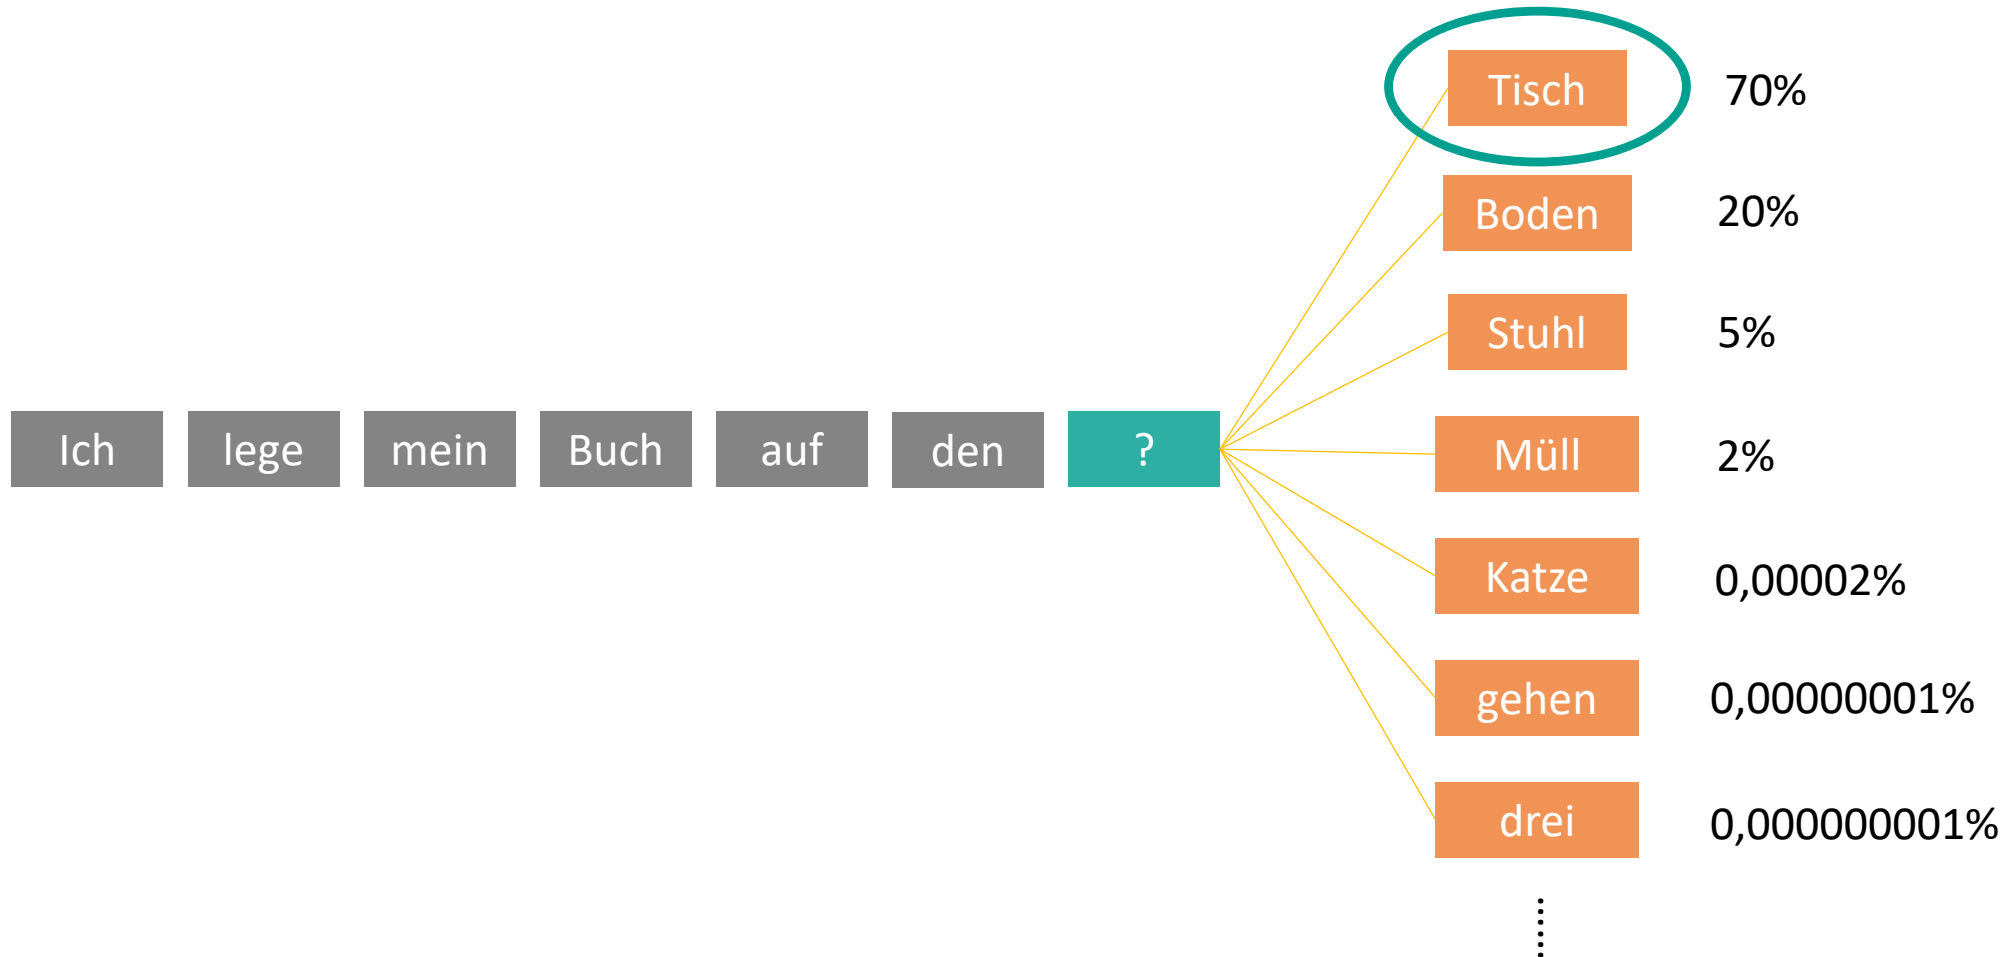 Ich lege mein Buch auf den ?
Tisch 70%
Boden 20%
Stuhl 5%
Müll 2%
Katze 0,00002%
gehen 0,00000001%
drei 0,000000001%